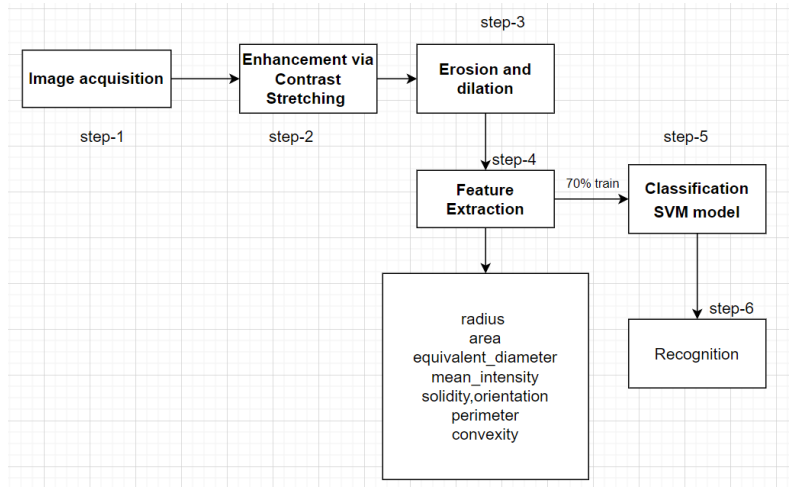 step-3
Image acquisition
Enhancement via
Contrast
Stretching
Erosion and
dilation
step-1
step-2
step-5
step-4
Feature
Extraction
70% train
Classification
SVM model
radius
area
equivalent_diameter
mean_intensity
solidity,orientation
perimeter
convexity
step-6
Recognition